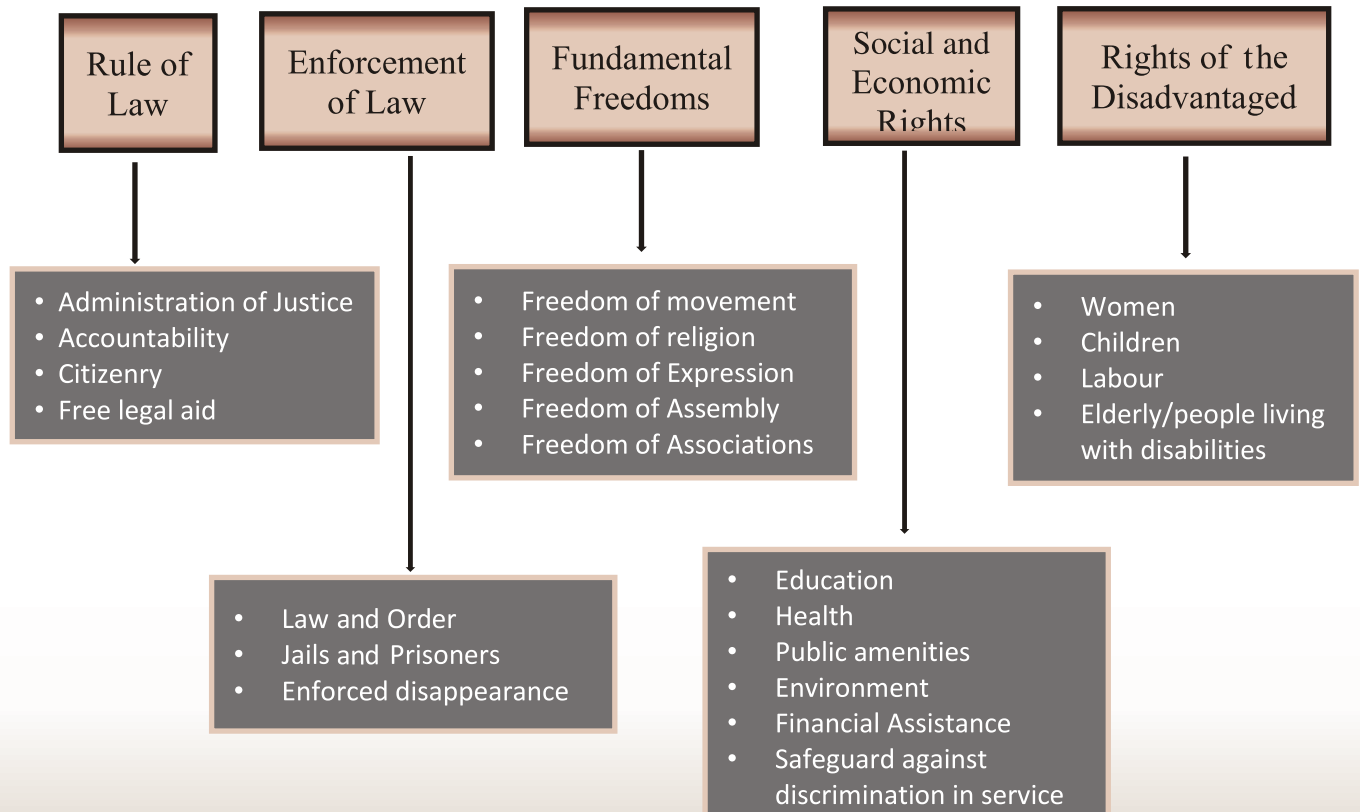 Rule of
Law
Enforcement
of Law
Fundamental
Freedoms
Social and
Economic
Rights
Rights of the
Disadvantaged
• Administration of Justice
• Accountability
• Citizenry
• Free legal aid
• Freedom of movement
• Freedom of religion
• Freedom of Expression
• Freedom of Assembly
• Freedom of Associations
• Women
• Children
• Labour
• Elderly/people living
with disabilities
• Law and Order
• Jails and Prisoners
• Enforced disappearance
• Education
• Health
• Public amenities
• Environment
• Financial Assistance
• Safeguard against
discrimination in service